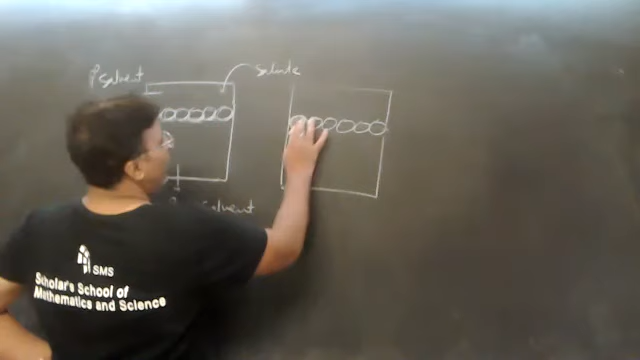 P° solvent
solute
solvent
SMS
Scholar's School of
Mathematics and Science